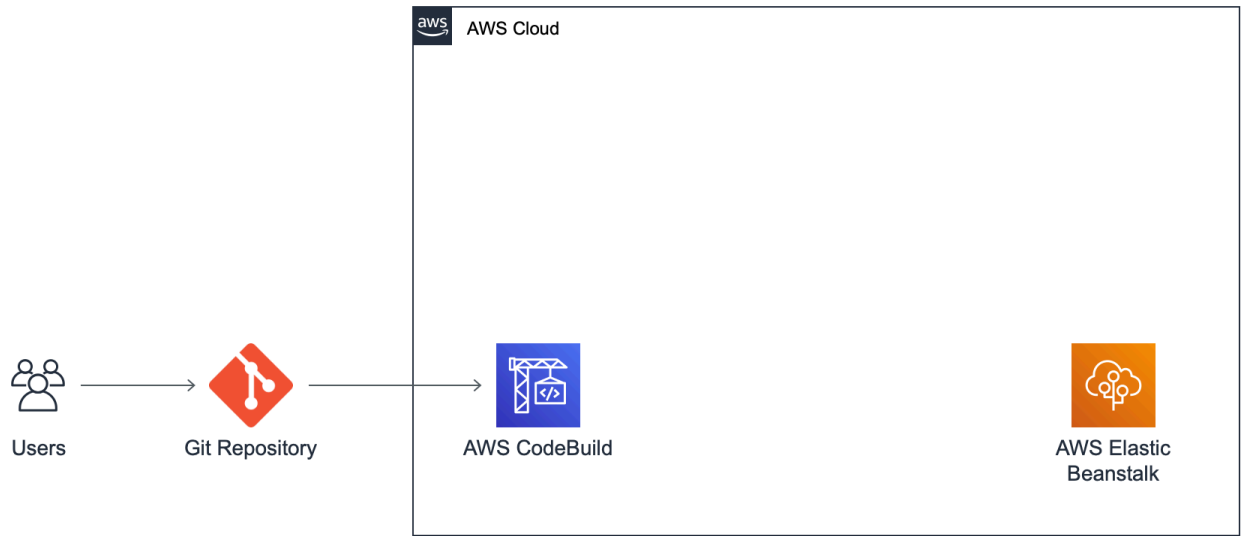 aws
AWS Cloud
</>
Users
Git Repository
AWS CodeBuild
AWS Elastic
Beanstalk